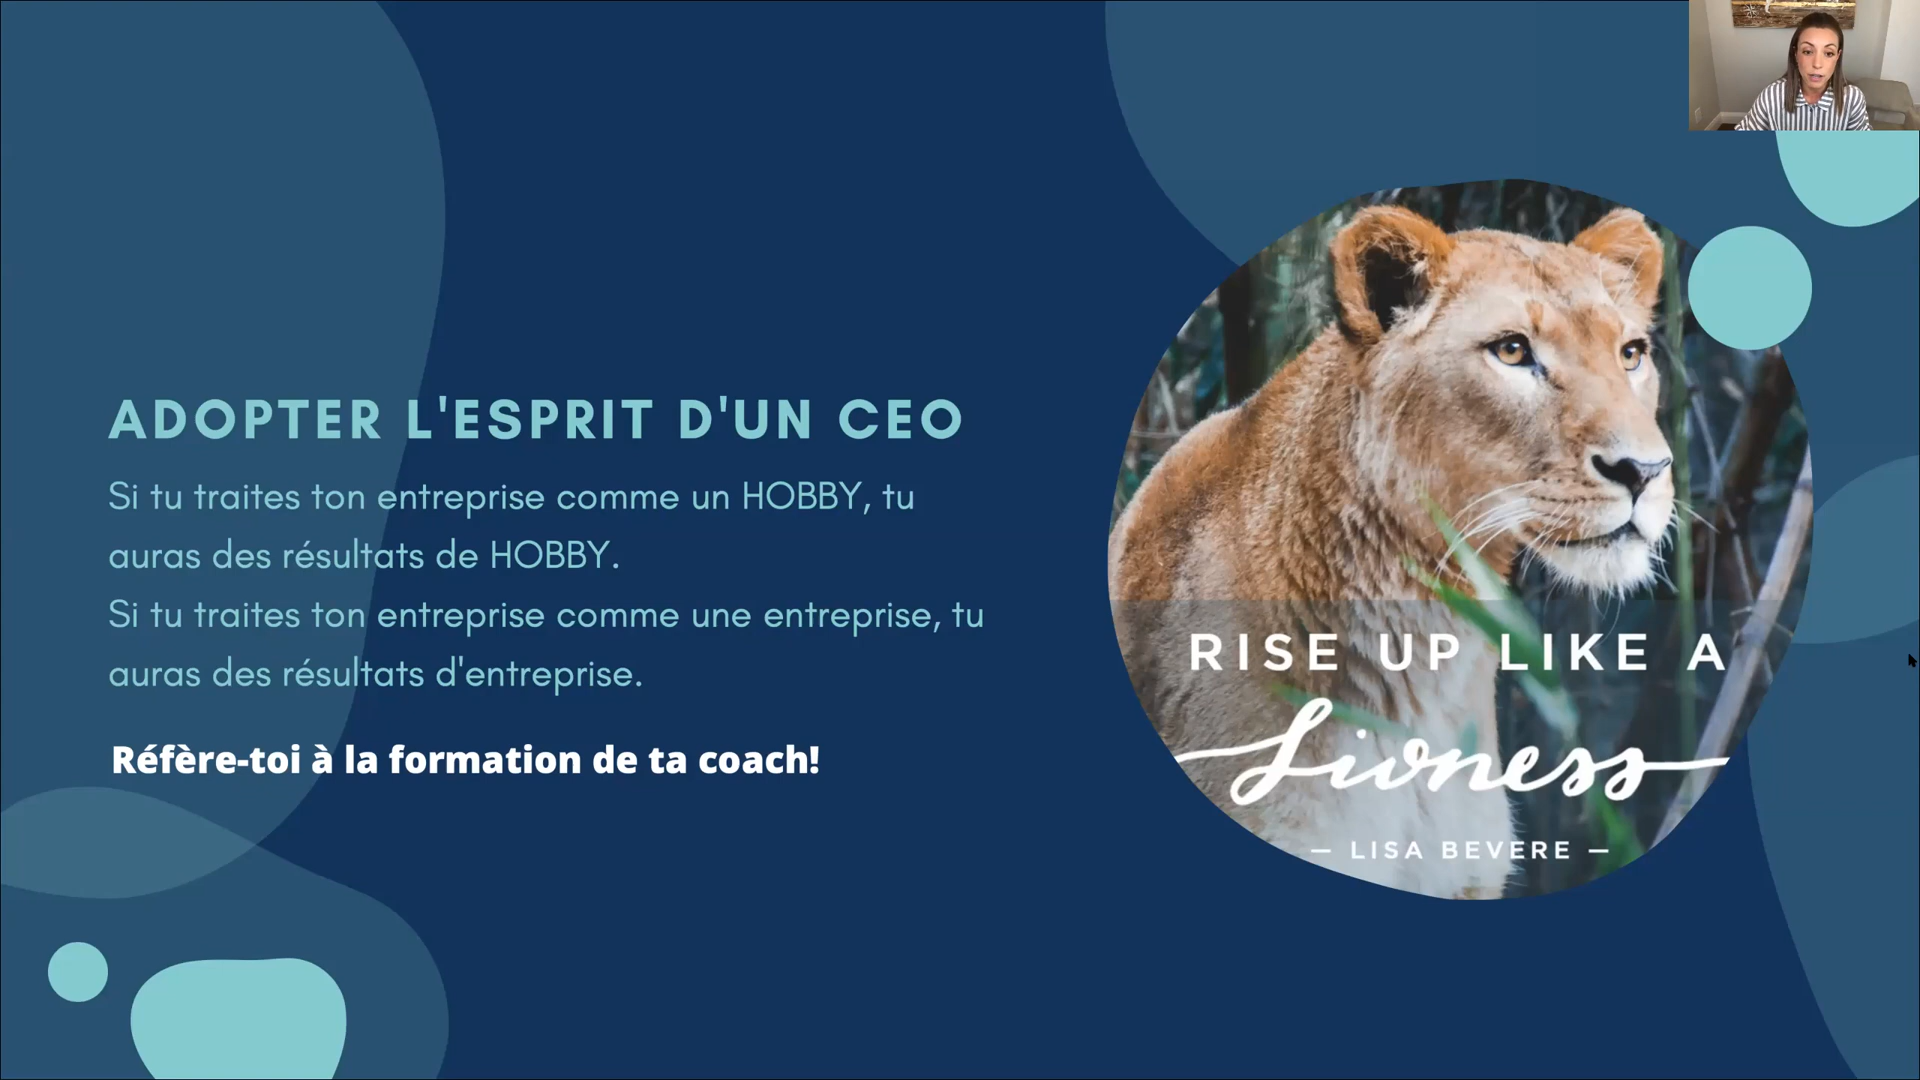 ADOPTER L'ESPRIT D'UN CEO
Si tu traites ton entreprise comme un HOBBY, tu
auras des résultats de HOBBY.
Si tu traites ton entreprise comme une entreprise, tu
auras des résultats d'entreprise.
Réfère-toi à la formation de ta coach!
RISE UP LIKE A
Lioness
— LISA BEVERE —